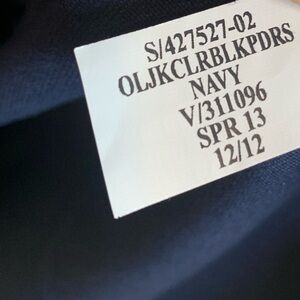 S/427527-02
OLJKCLRBLKPDRS
NAVY
V/311096
SPR 13
12/12